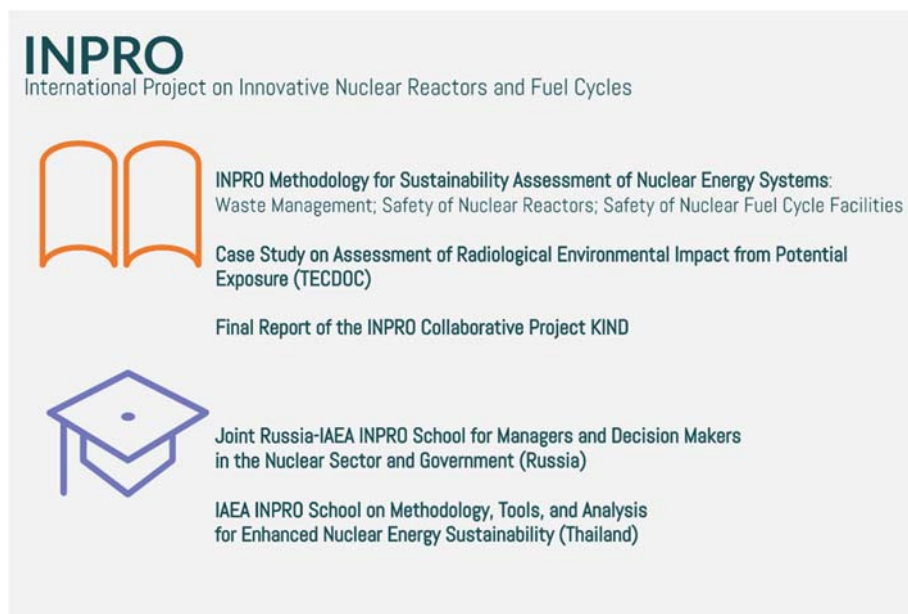 INPRO
International Project on Innovative Nuclear Reactors and Fuel Cycles
INPRO Methodology for Sustainability Assessment of Nuclear Energy Systems:
Waste Management; Safety of Nuclear Reactors; Safety of Nuclear Fuel Cycle Facilities
Case Study on Assessment of Radiological Environmental Impact from Potential
Exposure (TECDOC)
Final Report of the INPRO Collaborative Project KIND
Joint Russia-IAEA INPRO School for Managers and Decision Makers
in the Nuclear Sector and Government (Russia)
IAEA INPRO School on Methodology, Tools, and Analysis
for Enhanced Nuclear Energy Sustainability (Thailand)